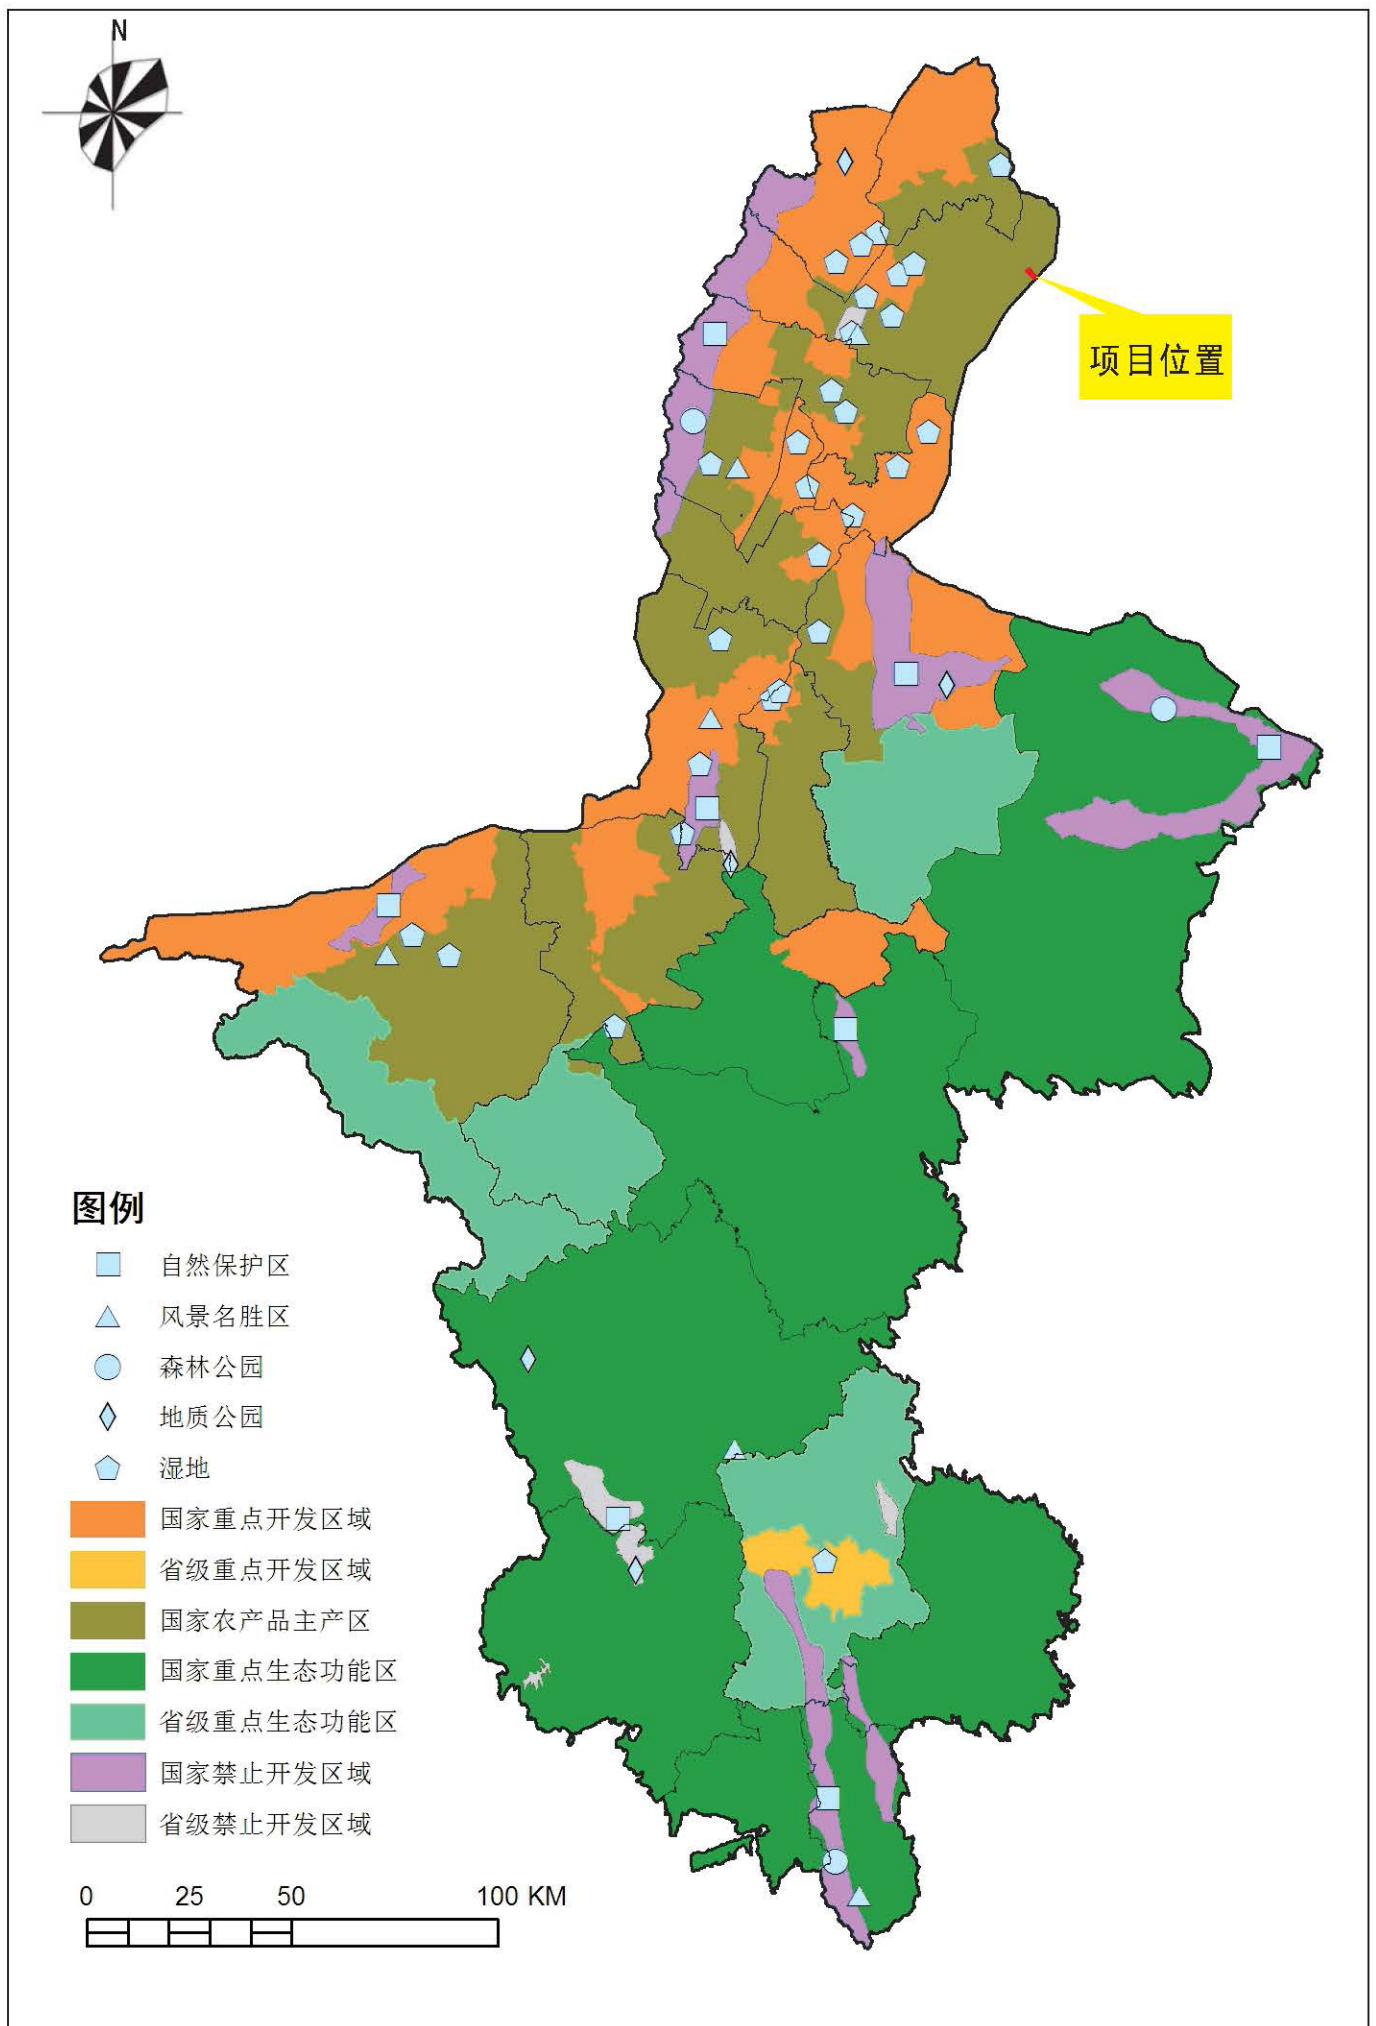 N
项目位置
图例
自然保护区
风景名胜区
森林公园
地质公园
湿地
国家重点开发区域
省级重点开发区域
国家农产品主产区
国家重点生态功能区
省级重点生态功能区
国家禁止开发区域
省级禁止开发区域
0 25 50 100 KM